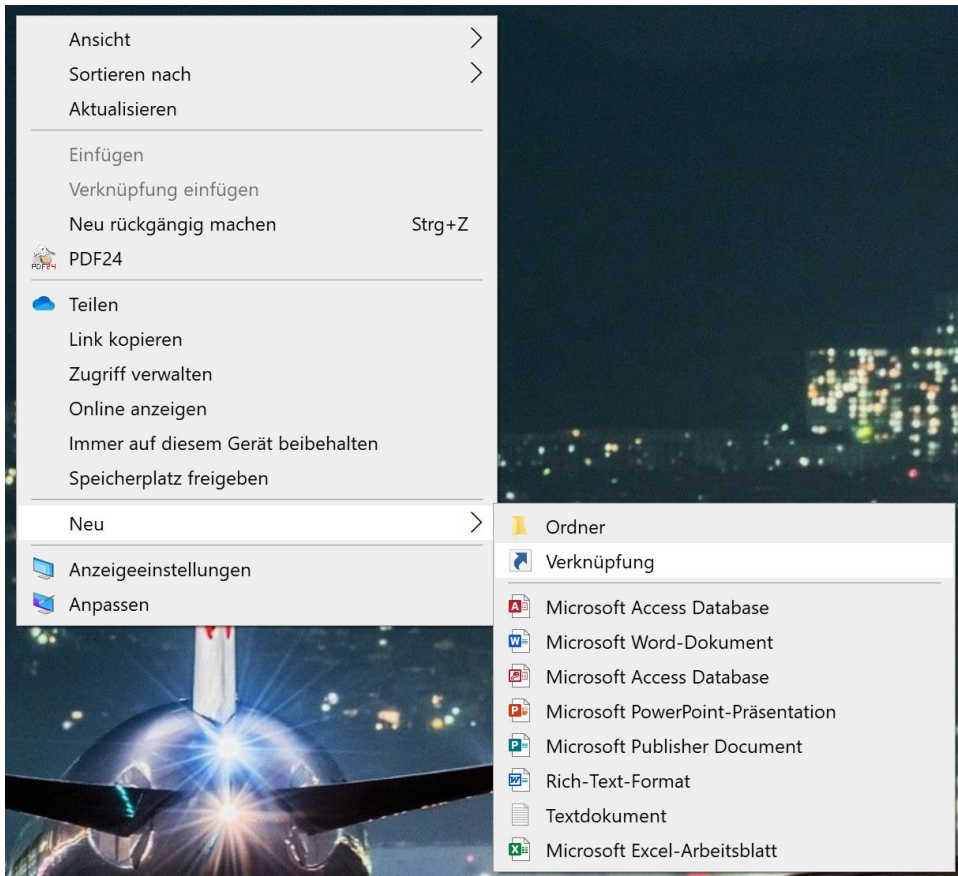 Ansicht
Sortieren nach
Aktualisieren
Einfügen
Verknüpfung einfügen
Neu rückgängig machen Strg+Z
PDF24
Teilen
Link kopieren
Zugriff verwalten
Online anzeigen
Immer auf diesem Gerät beibehalten
Speicherplatz freigeben
Neu
Anzeigeeinstellungen
Anpassen
Ordner
Verknüpfung
Microsoft Access Database
Microsoft Word-Dokument
Microsoft Access Database
Microsoft PowerPoint-Präsentation
Microsoft Publisher Document
Rich-Text-Format
Textdokument
Microsoft Excel-Arbeitsblatt